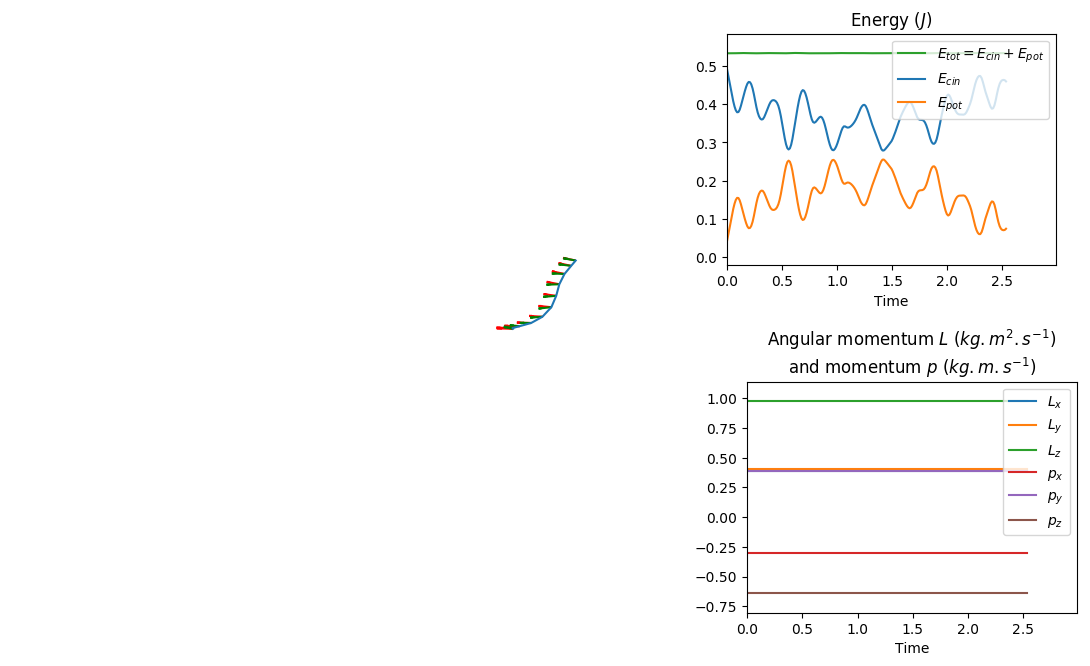 Energy (J)
E_tot = E_cin + E_pot
E_cin
E_pot
0.5
0.4
0.3
0.2
0.1
0.0
0.0 0.5 1.0 1.5 2.0 2.5
Time
Angular momentum L (kg.m².s⁻¹)
and momentum p (kg.m.s⁻¹)
L_x
L_y
L_z
p_x
p_y
p_z
1.00
0.75
0.50
0.25
0.00
−0.25
−0.50
−0.75
0.0 0.5 1.0 1.5 2.0 2.5
Time